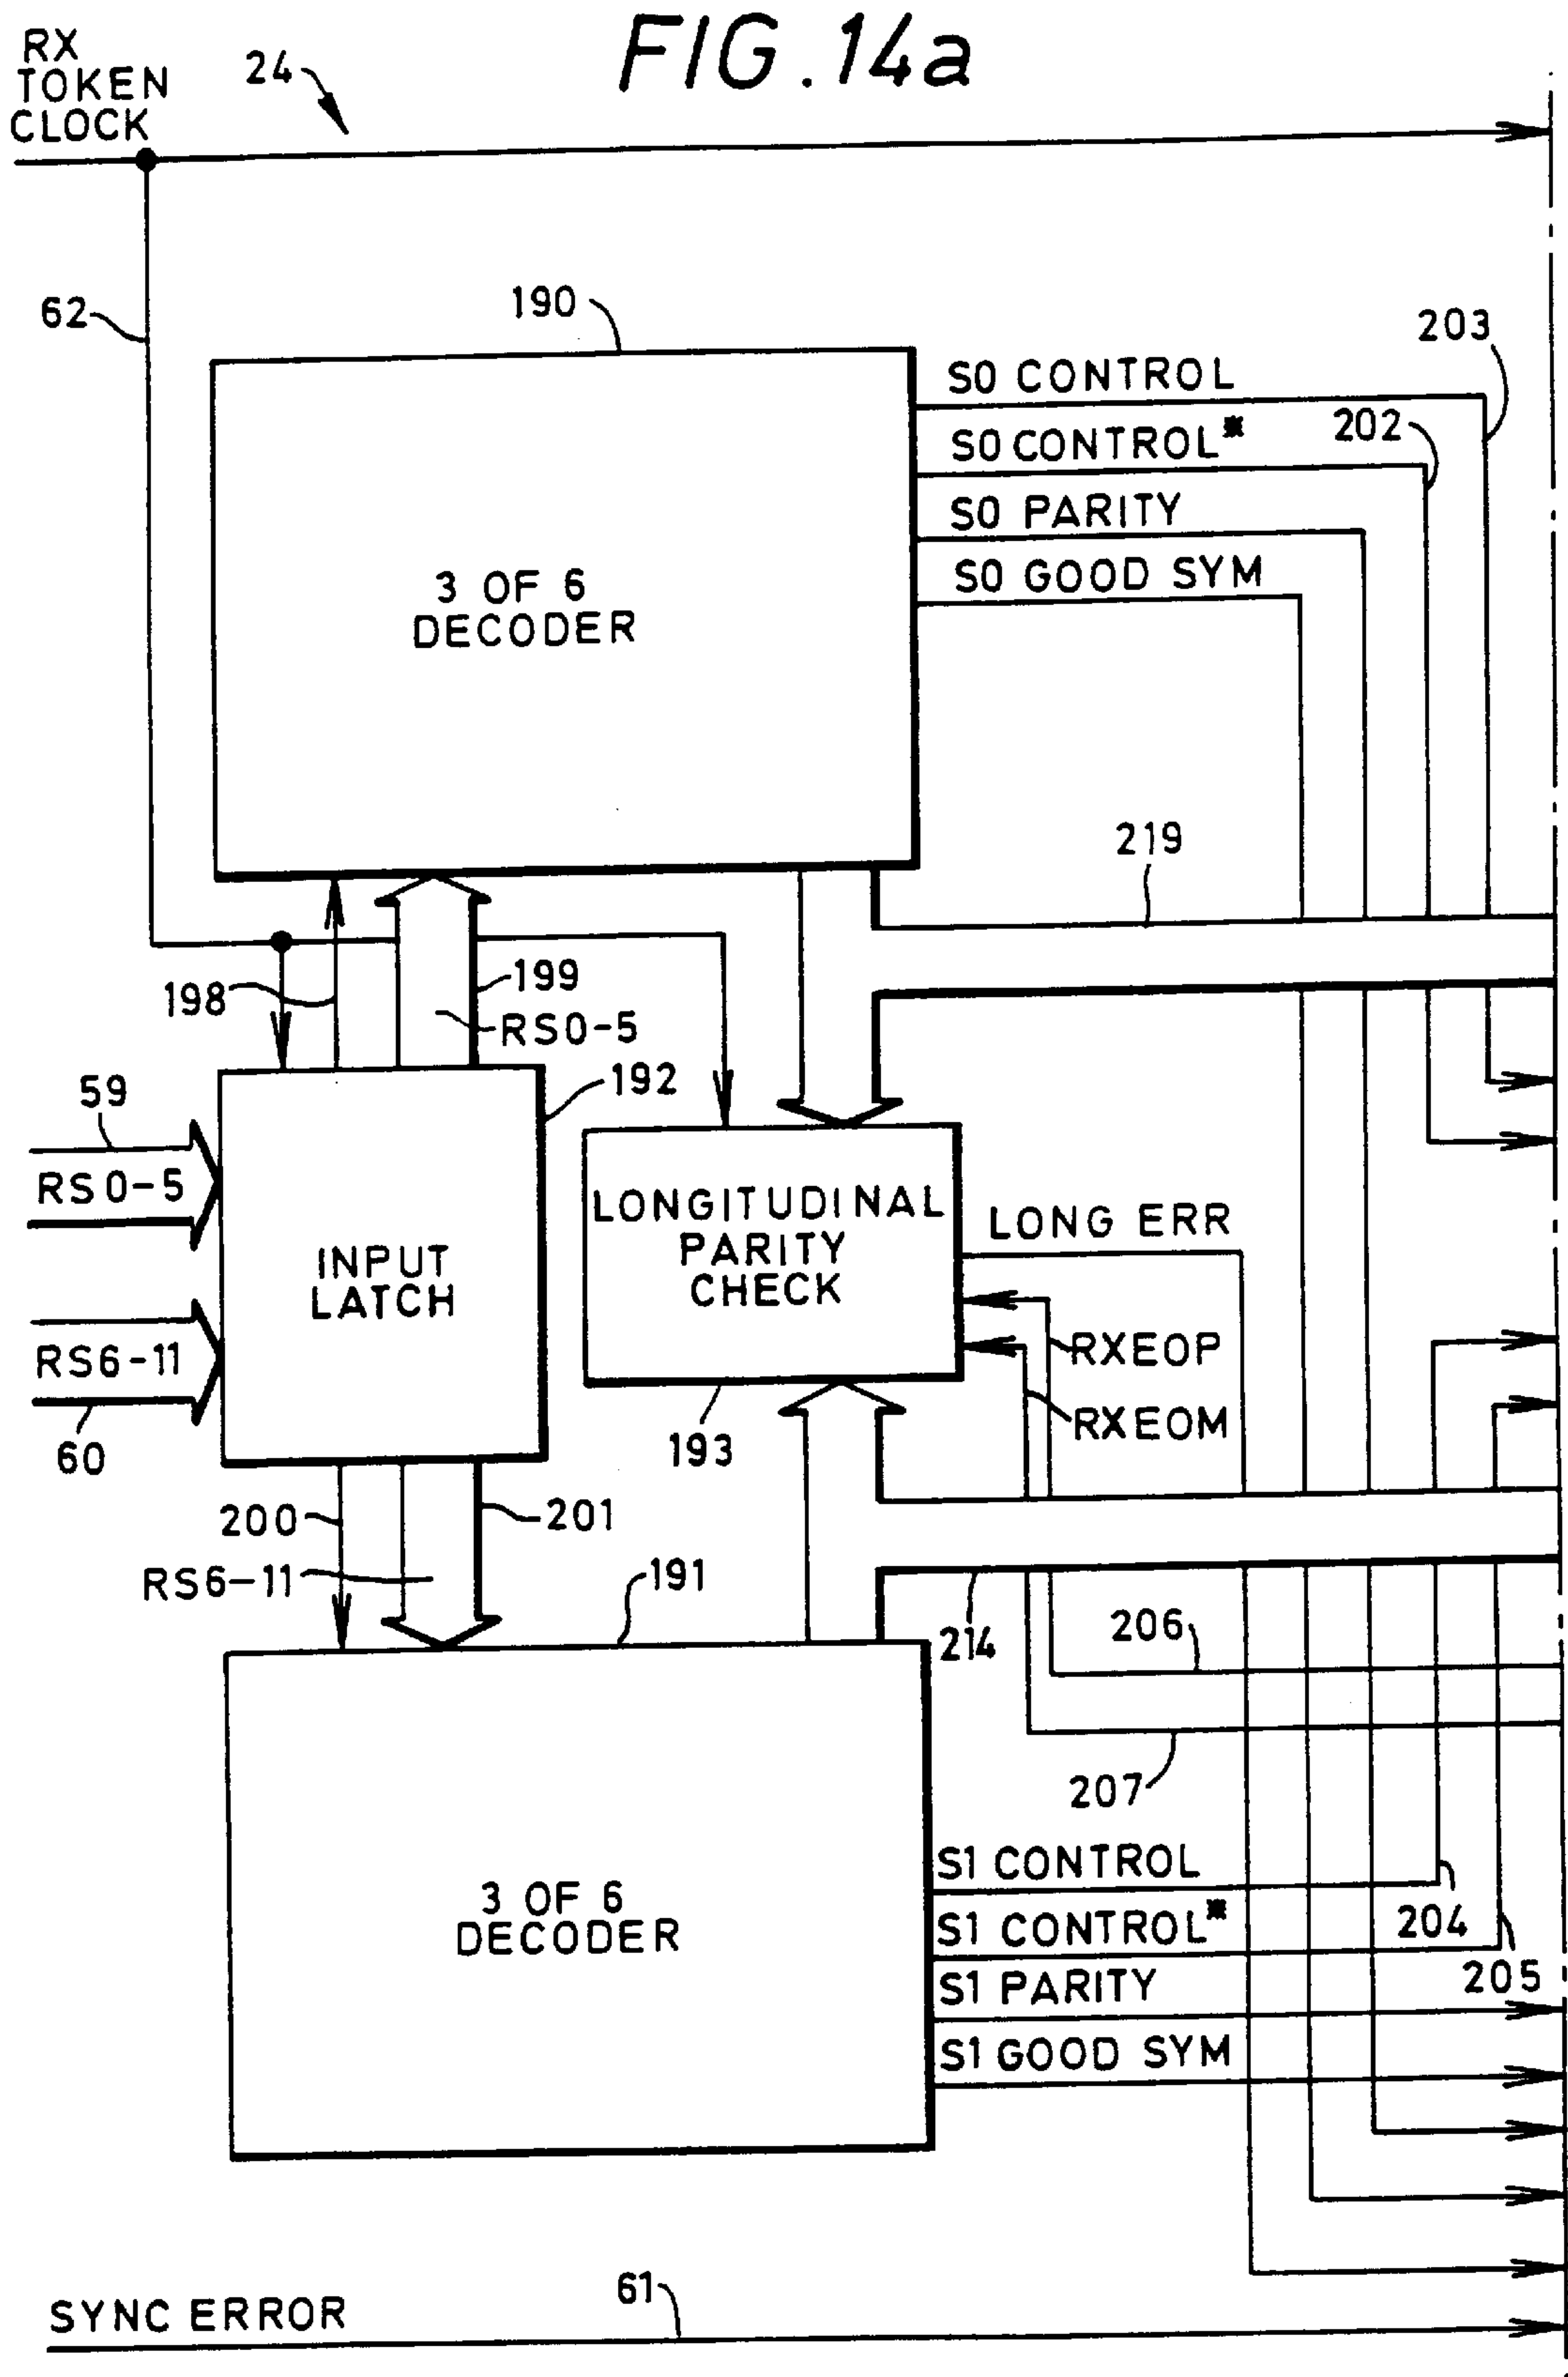 FIG.14a
RX
TOKEN
CLOCK
24
62
190
203
S0 CONTROL
202
S0 CONTROL*
S0 PARITY
S0 GOOD SYM
3 OF 6
DECODER
219
198
199
RS0-5
192
59
RS0-5
LONGITUDINAL
PARITY
CHECK
LONG ERR
INPUT
LATCH
RXEOP
RS6-11
RXEOM
60
193
200
201
RS6-11
191
214
206
207
S1 CONTROL
204
S1 CONTROL*
205
3 OF 6
DECODER
S1 PARITY
S1 GOOD SYM
61
SYNC ERROR